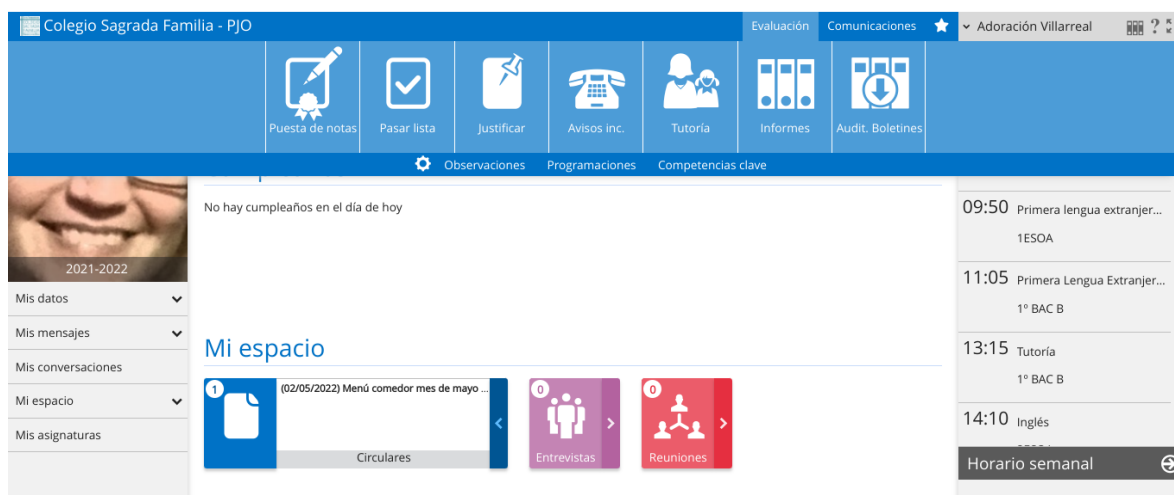 Colegio Sagrada Familia - PJO
Evaluación
Comunicaciones
Adoración Villarreal
?
Puesta de notas
Pasar lista
Justificar
Avisos inc.
Tutoría
Informes
Audit. Boletines
Observaciones
Programaciones
Competencias clave
2021-2022
Mis datos
Mis mensajes
Mis conversaciones
Mi espacio
Mis asignaturas
No hay cumpleaños en el día de hoy
Mi espacio
1
(02/05/2022) Menú comedor mes de mayo ...
Circulares
0
Entrevistas
0
Reuniones
09:50 Primera lengua extranjer...
1ESOA
11:05 Primera Lengua Extranjer...
1º BAC B
13:15 Tutoría
1º BAC B
14:10 Inglés
Horario semanal